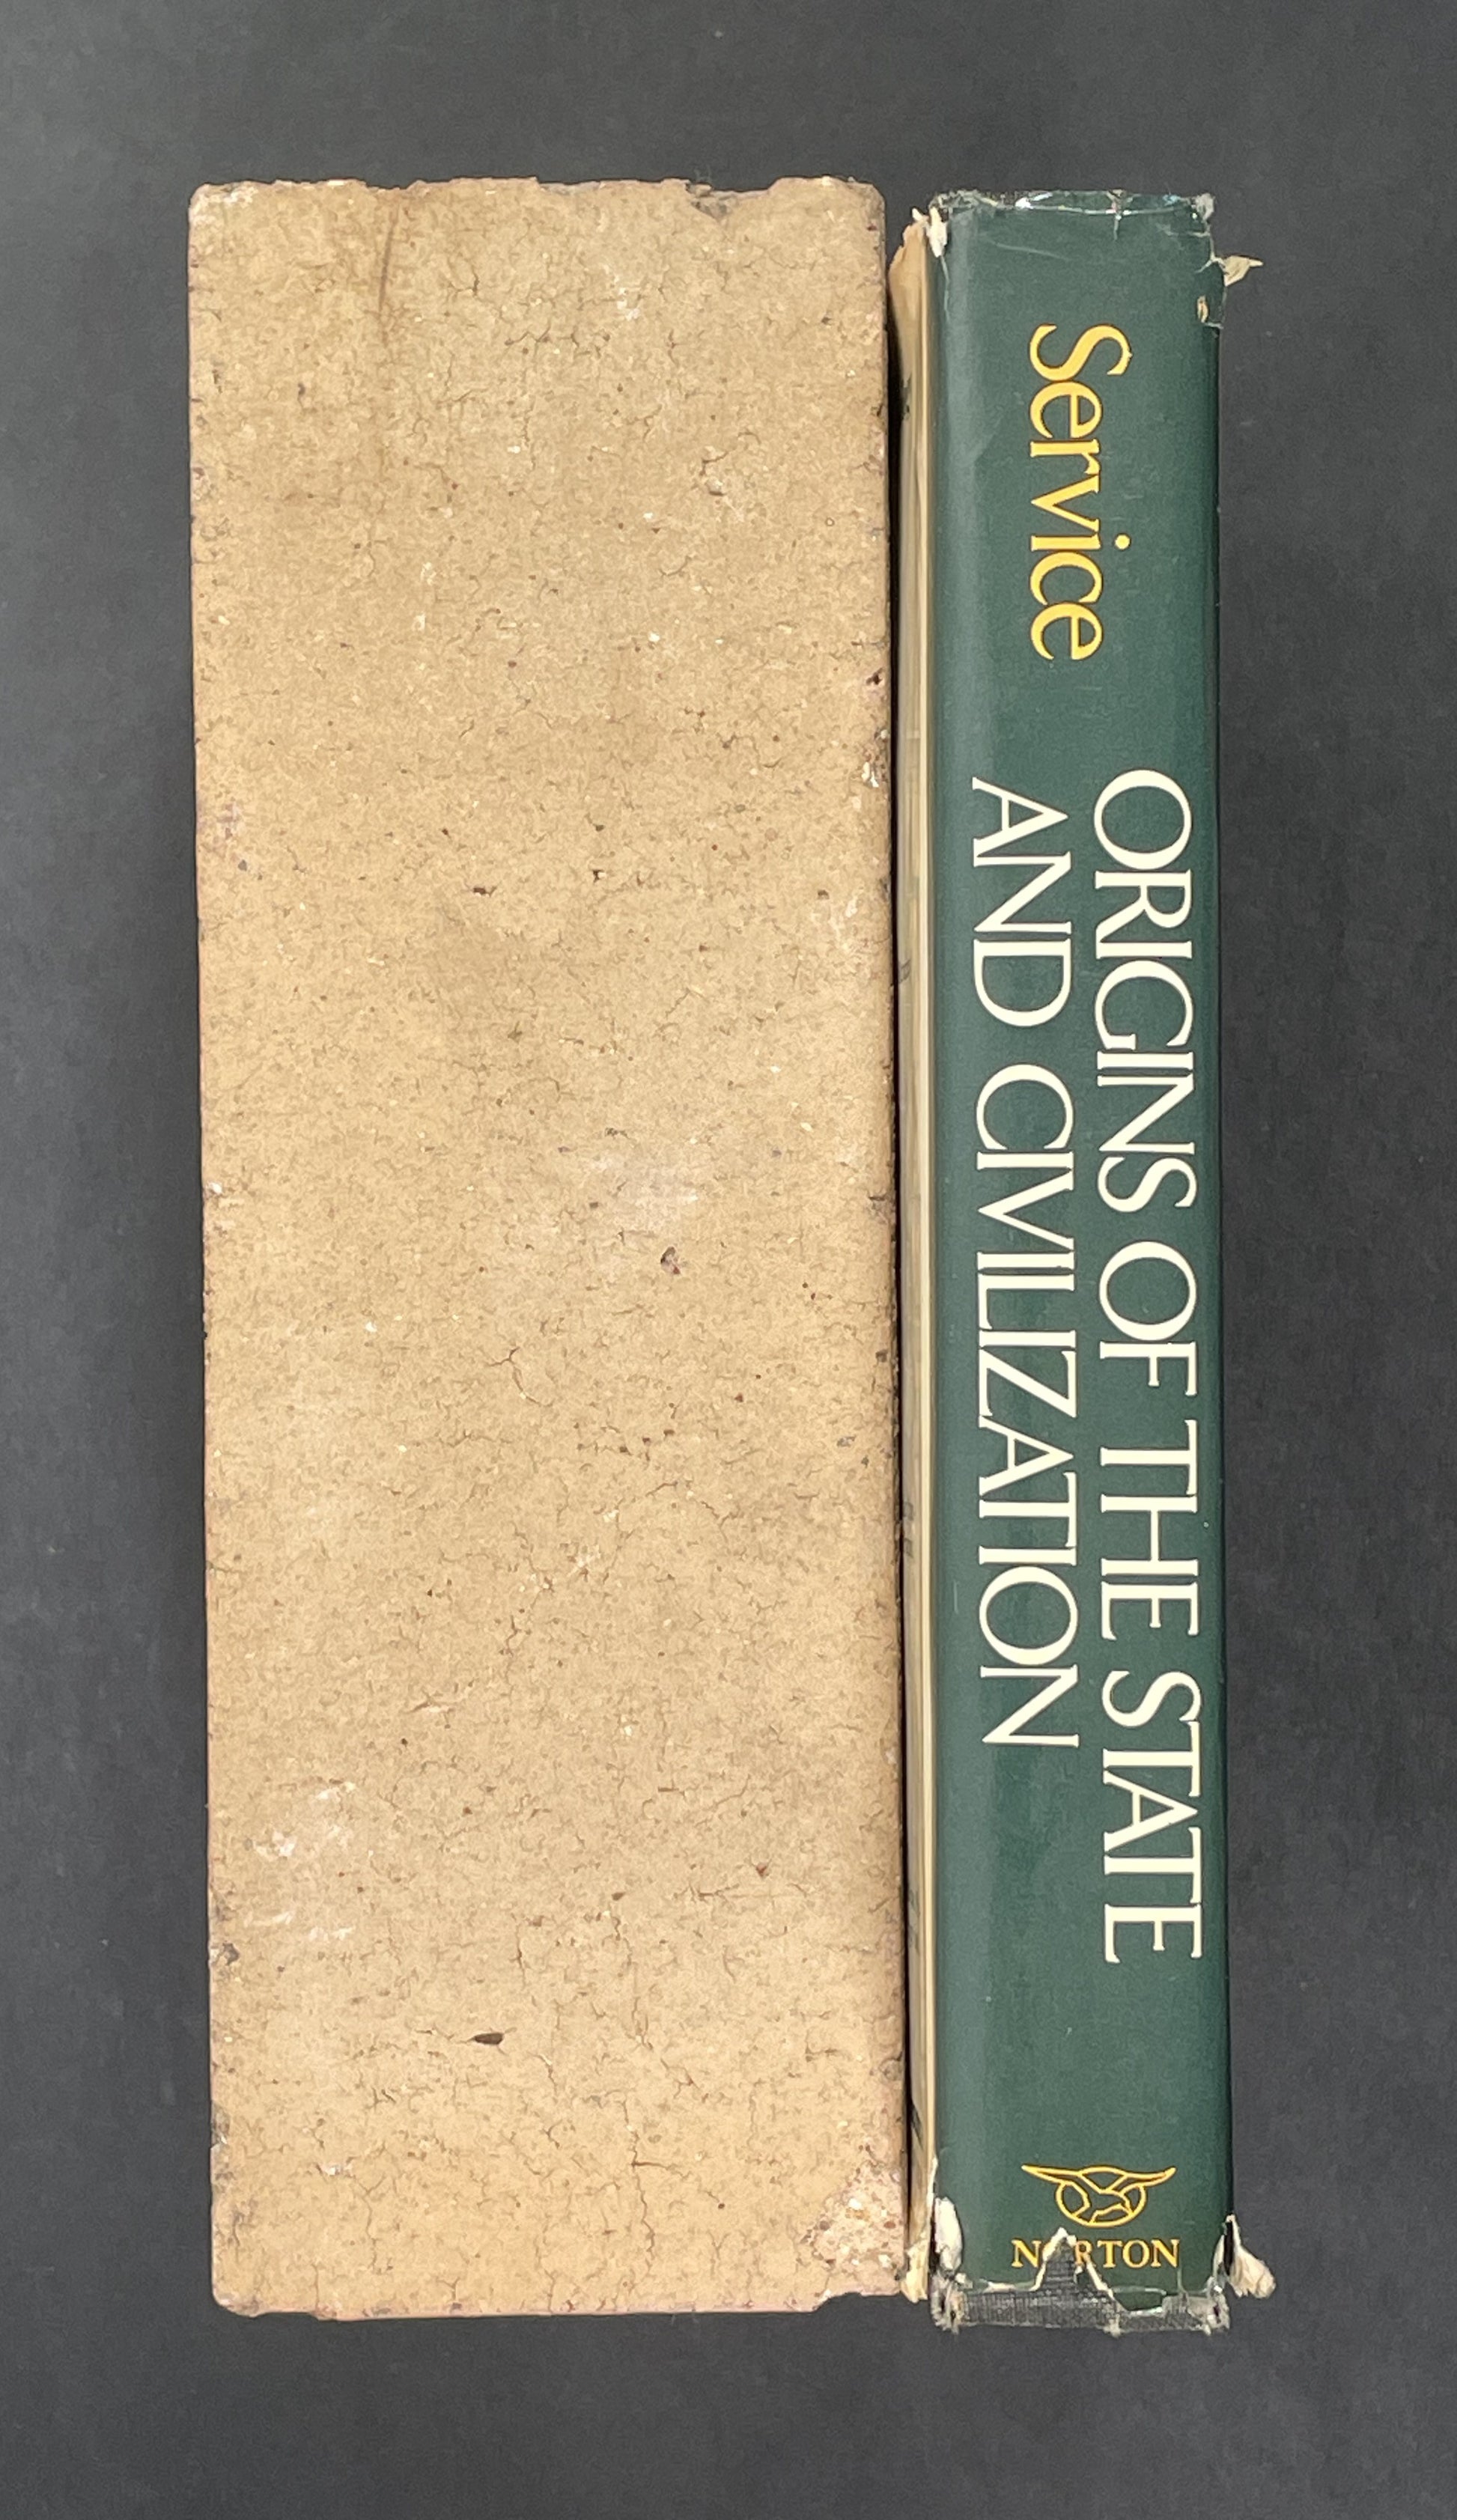 Service
ORIGINS OF THE STATE
AND CIVILIZATION
NORTON